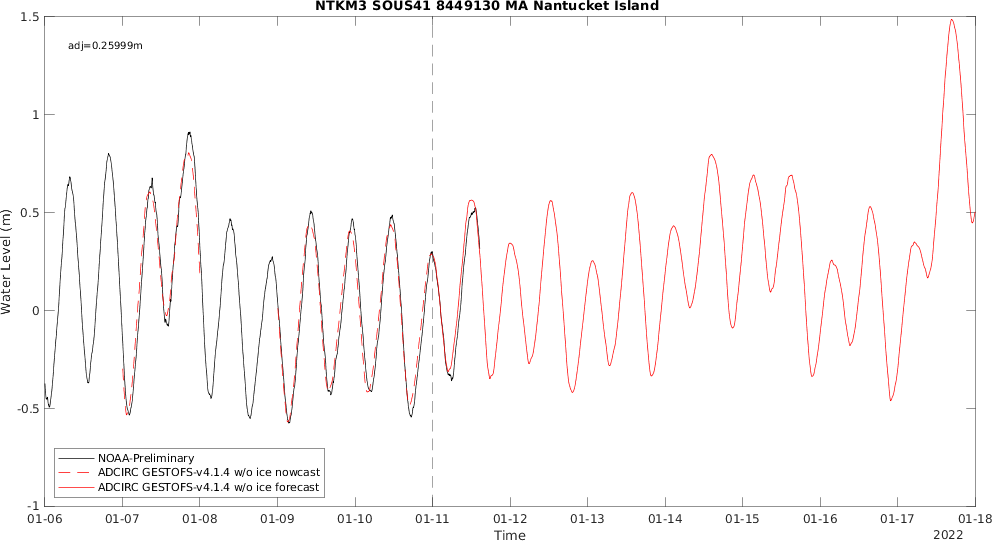 NTKM3 SOUS41 8449130 MA Nantucket Island
1.5
adj=0.25999m
1
0.5
0
-0.5
-1
Water Level (m)
NOAA-Preliminary
ADCIRC GESTOFS-v4.1.4 w/o ice nowcast
ADCIRC GESTOFS-v4.1.4 w/o ice forecast
01-06 01-07 01-08 01-09 01-10 01-11 01-12 01-13 01-14 01-15 01-16 01-17 01-18
Time
2022